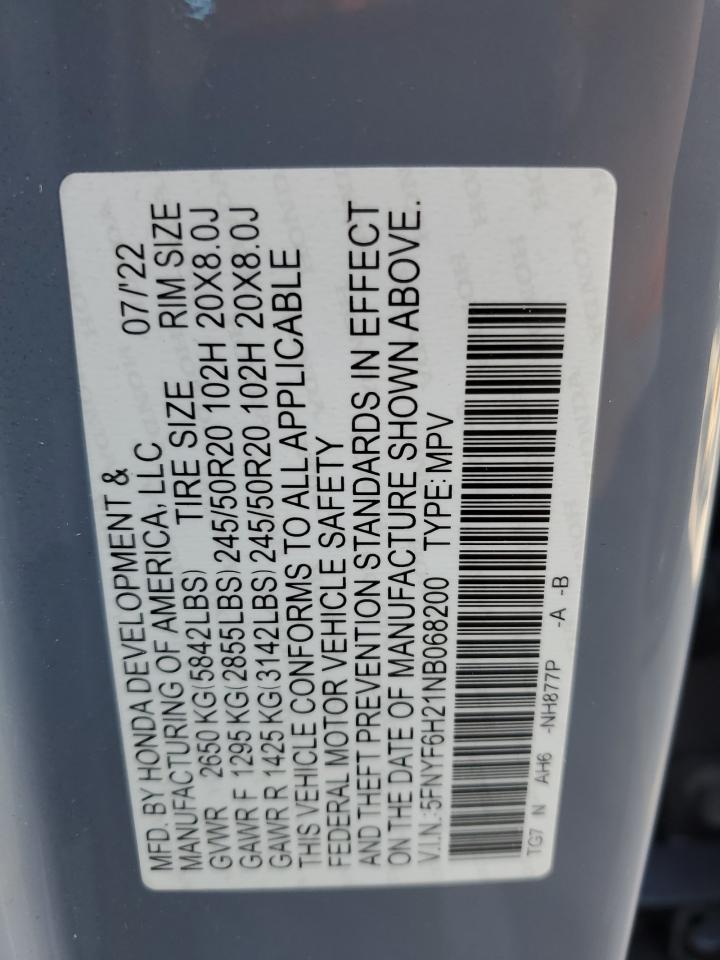 MFD. BY HONDA DEVELOPMENT & 07/'22
MANUFACTURING OF AMERICA, LLC
TIRE SIZE RIM SIZE
GVWR 2650 KG(5842LBS)
GAWR F 1295 KG(2855LBS) 245/50R20 102H 20X8.0J
GAWR R 1425 KG(3142LBS) 245/50R20 102H 20X8.0J
THIS VEHICLE CONFORMS TO ALL APPLICABLE
FEDERAL MOTOR VEHICLE SAFETY
AND THEFT PREVENTION STANDARDS IN EFFECT
ON THE DATE OF MANUFACTURE SHOWN ABOVE.
V.I.N.:5FNYF6H21NB068200 TYPE: MPV
TG7 N AH6 -NH877P -A -B